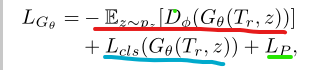 L_{G_θ} = − 𝔼_{z∼p_z}[D_ϕ(G_θ(T_r, z))]
+ L_{cls}(G_θ(T_r, z)) + L_P,